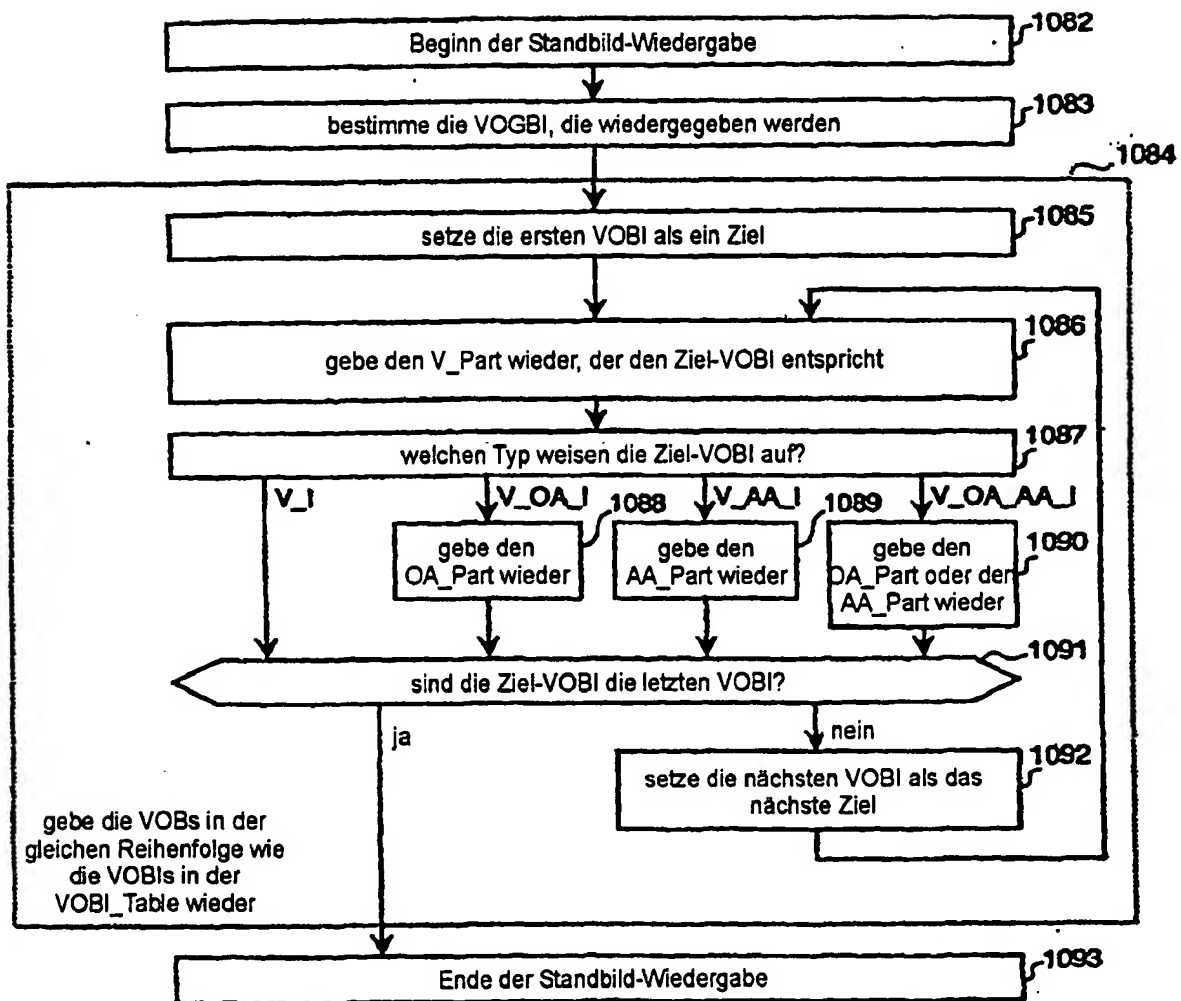 Beginn der Standbild-Wiedergabe
1082
bestimme die VOGBI, die wiedergegeben werden
1083
1084
setze die ersten VOBI als ein Ziel
1085
gebe den V_Part wieder, der den Ziel-VOBI entspricht
1086
welchen Typ weisen die Ziel-VOBI auf?
1087
V_I
V_OA_I
V_AA_I
V_OA_AA_I
1088
1089
1090
gebe den
OA_Part wieder
gebe den
AA_Part wieder
gebe den
OA_Part oder den
AA_Part wieder
1091
sind die Ziel-VOBI die letzten VOBI?
ja
nein
1092
setze die nächsten VOBI als das
nächste Ziel
gebe die VOBs in der
gleichen Reihenfolge wie
die VOBIs in der
VOBI_Table wieder
Ende der Standbild-Wiedergabe
1093